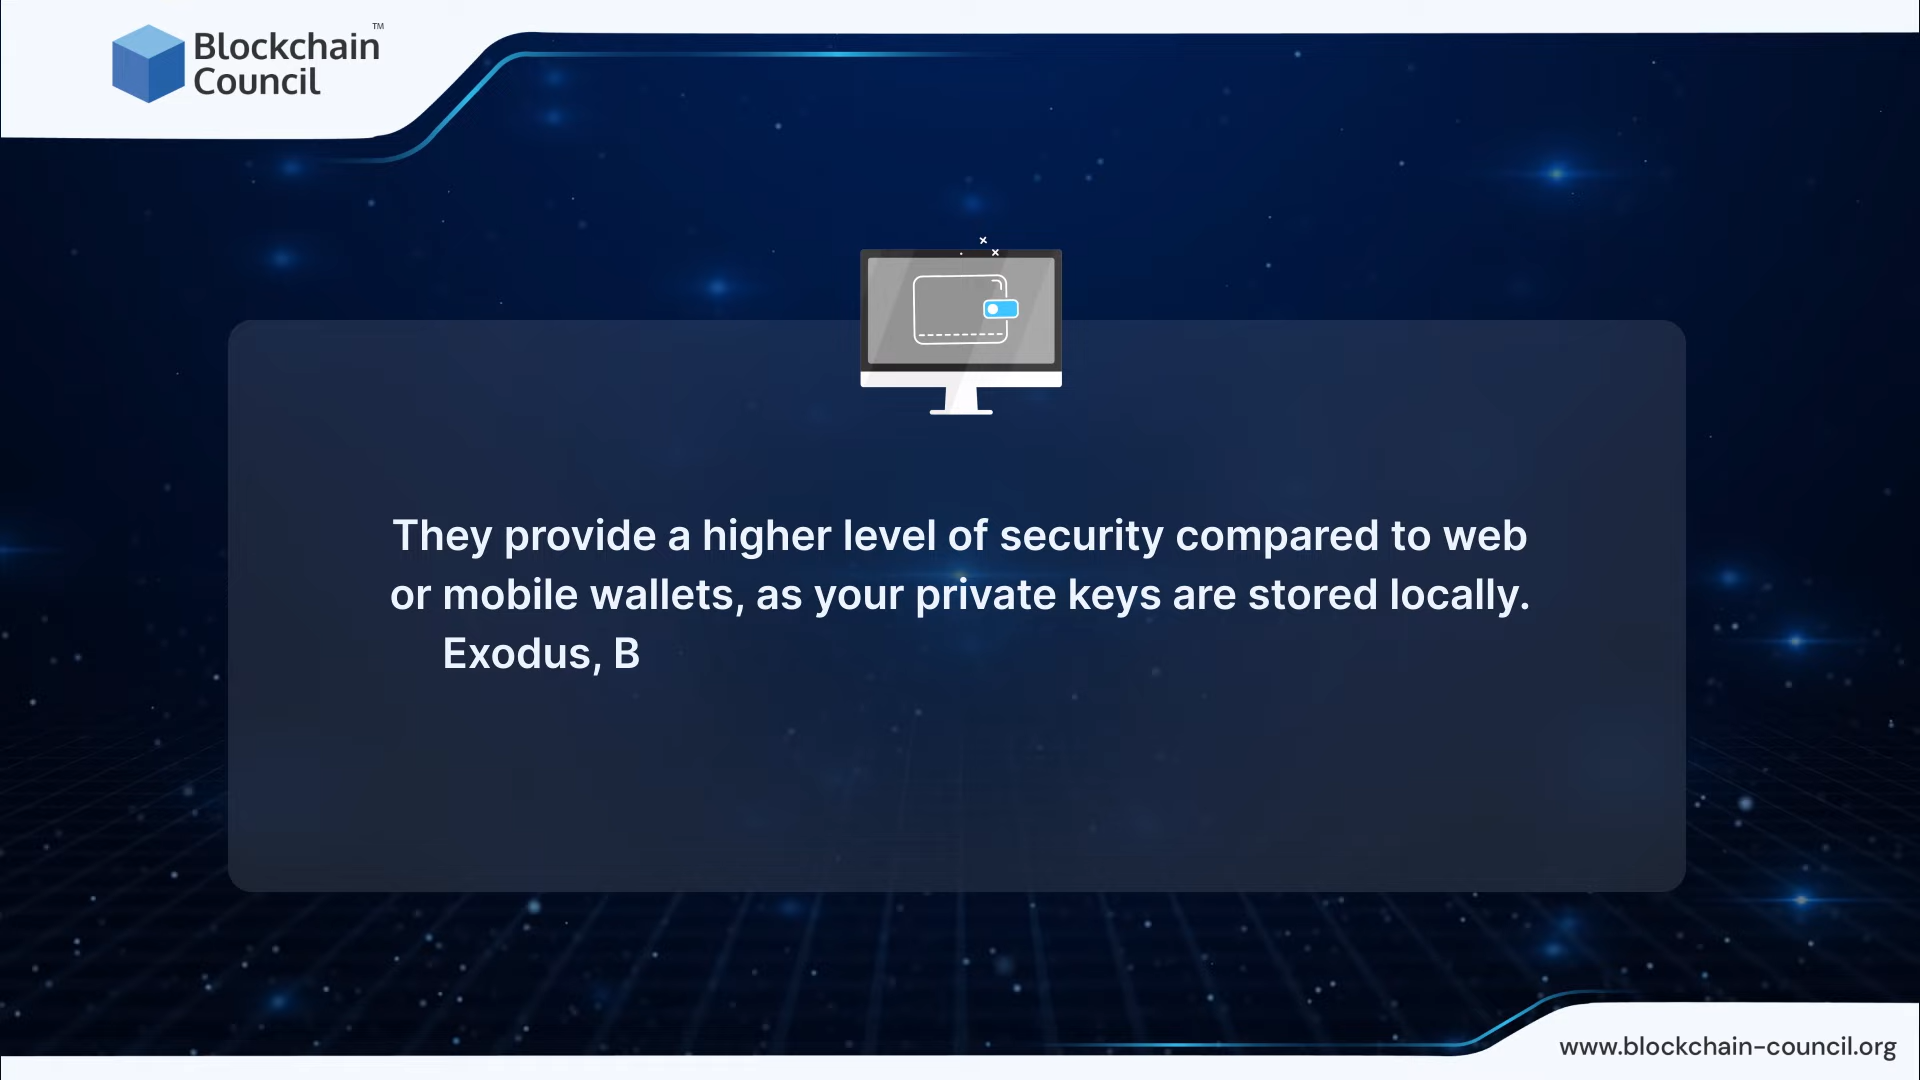 Blockchain™
Council
They provide a higher level of security compared to web
or mobile wallets, as your private keys are stored locally.
Exodus, B
www.blockchain-council.org